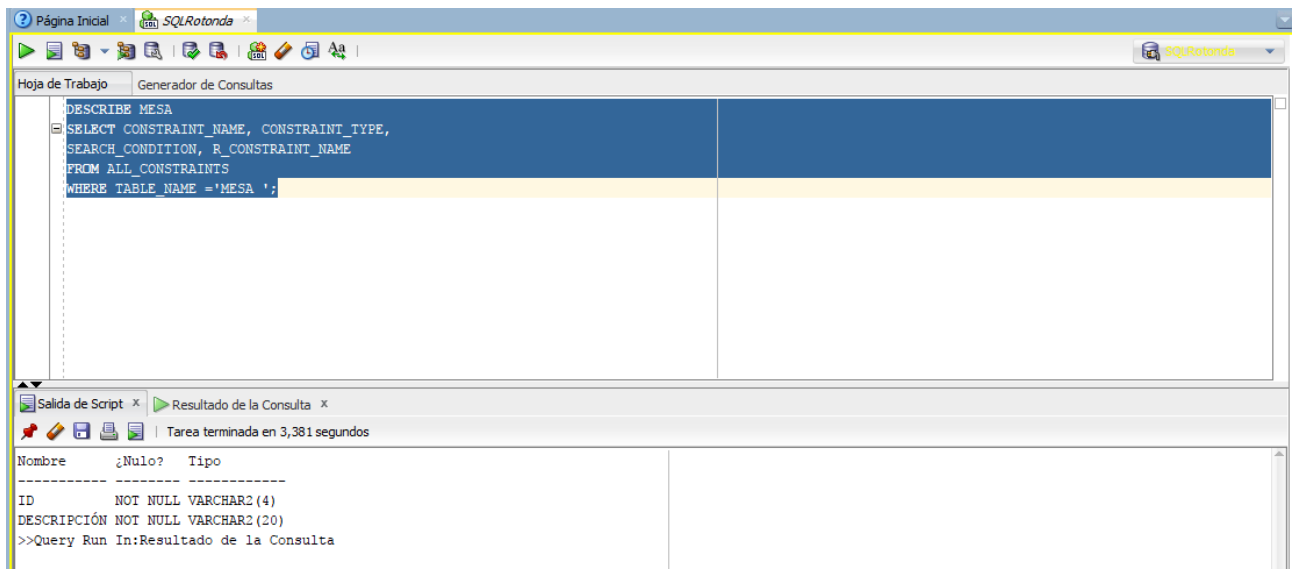 Página Inicial SQLRotonda
SQLRotonda
Hoja de Trabajo Generador de Consultas
DESCRIBE MESA
SELECT CONSTRAINT_NAME, CONSTRAINT_TYPE,
SEARCH_CONDITION, R_CONSTRAINT_NAME
FROM ALL_CONSTRAINTS
WHERE TABLE_NAME ='MESA ';
Salida de Script x Resultado de la Consulta x
Tarea terminada en 3,381 segundos
Nombre ¿Nulo? Tipo
----------- -------- ------------
ID NOT NULL VARCHAR2(4)
DESCRIPCIÓN NOT NULL VARCHAR2(20)
>>Query Run In:Resultado de la Consulta